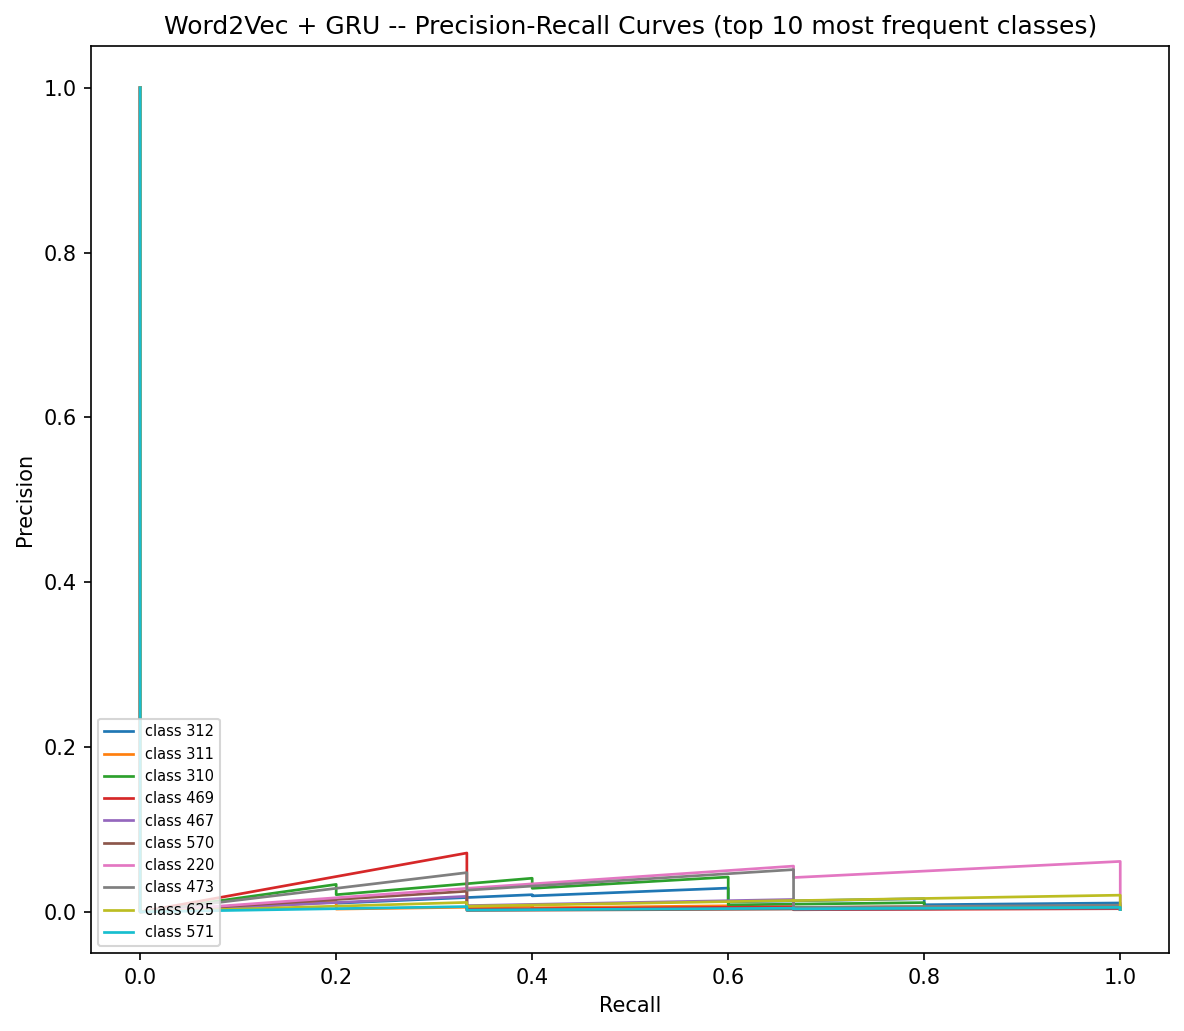 Word2Vec + GRU -- Precision-Recall Curves (top 10 most frequent classes)
1.0
0.8
0.6
0.4
0.2
0.0
Precision
class 312
class 311
class 310
class 469
class 467
class 570
class 220
class 473
class 625
class 571
0.0 0.2 0.4 0.6 0.8 1.0
Recall